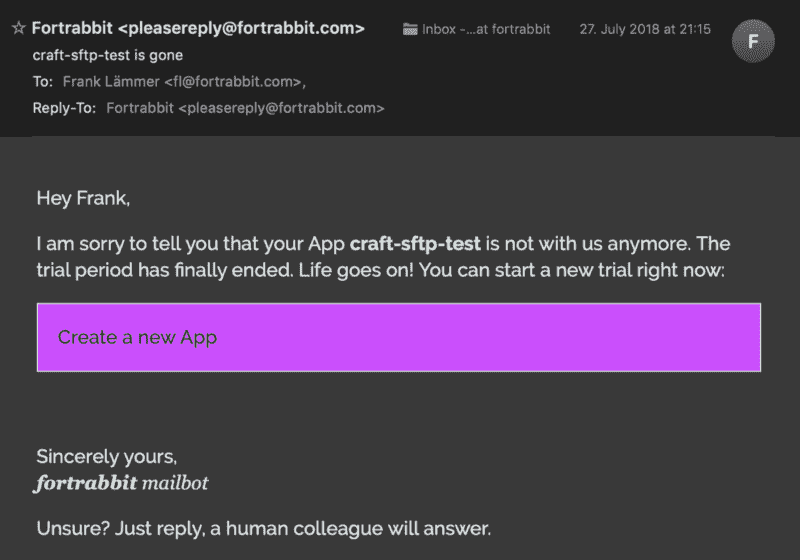 Fortrabbit <pleasereply@fortrabbit.com> Inbox -...at fortrabbit 27. July 2018 at 21:15
F
craft-sftp-test is gone
To: Frank Lämmer <fl@fortrabbit.com>,
Reply-To: Fortrabbit <pleasereply@fortrabbit.com>
Hey Frank,
I am sorry to tell you that your App craft-sftp-test is not with us anymore. The
trial period has finally ended. Life goes on! You can start a new trial right now:
Create a new App
Sincerely yours,
fortrabbit mailbot
Unsure? Just reply, a human colleague will answer.